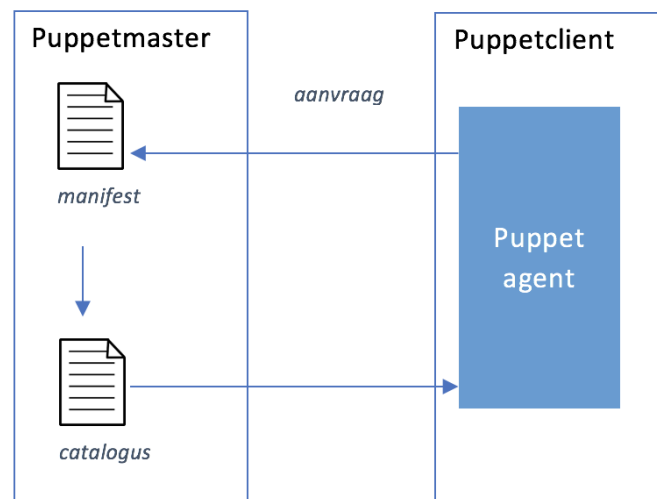 Puppetmaster
Puppetclient
aanvraag
manifest
Puppet
agent
catalogus